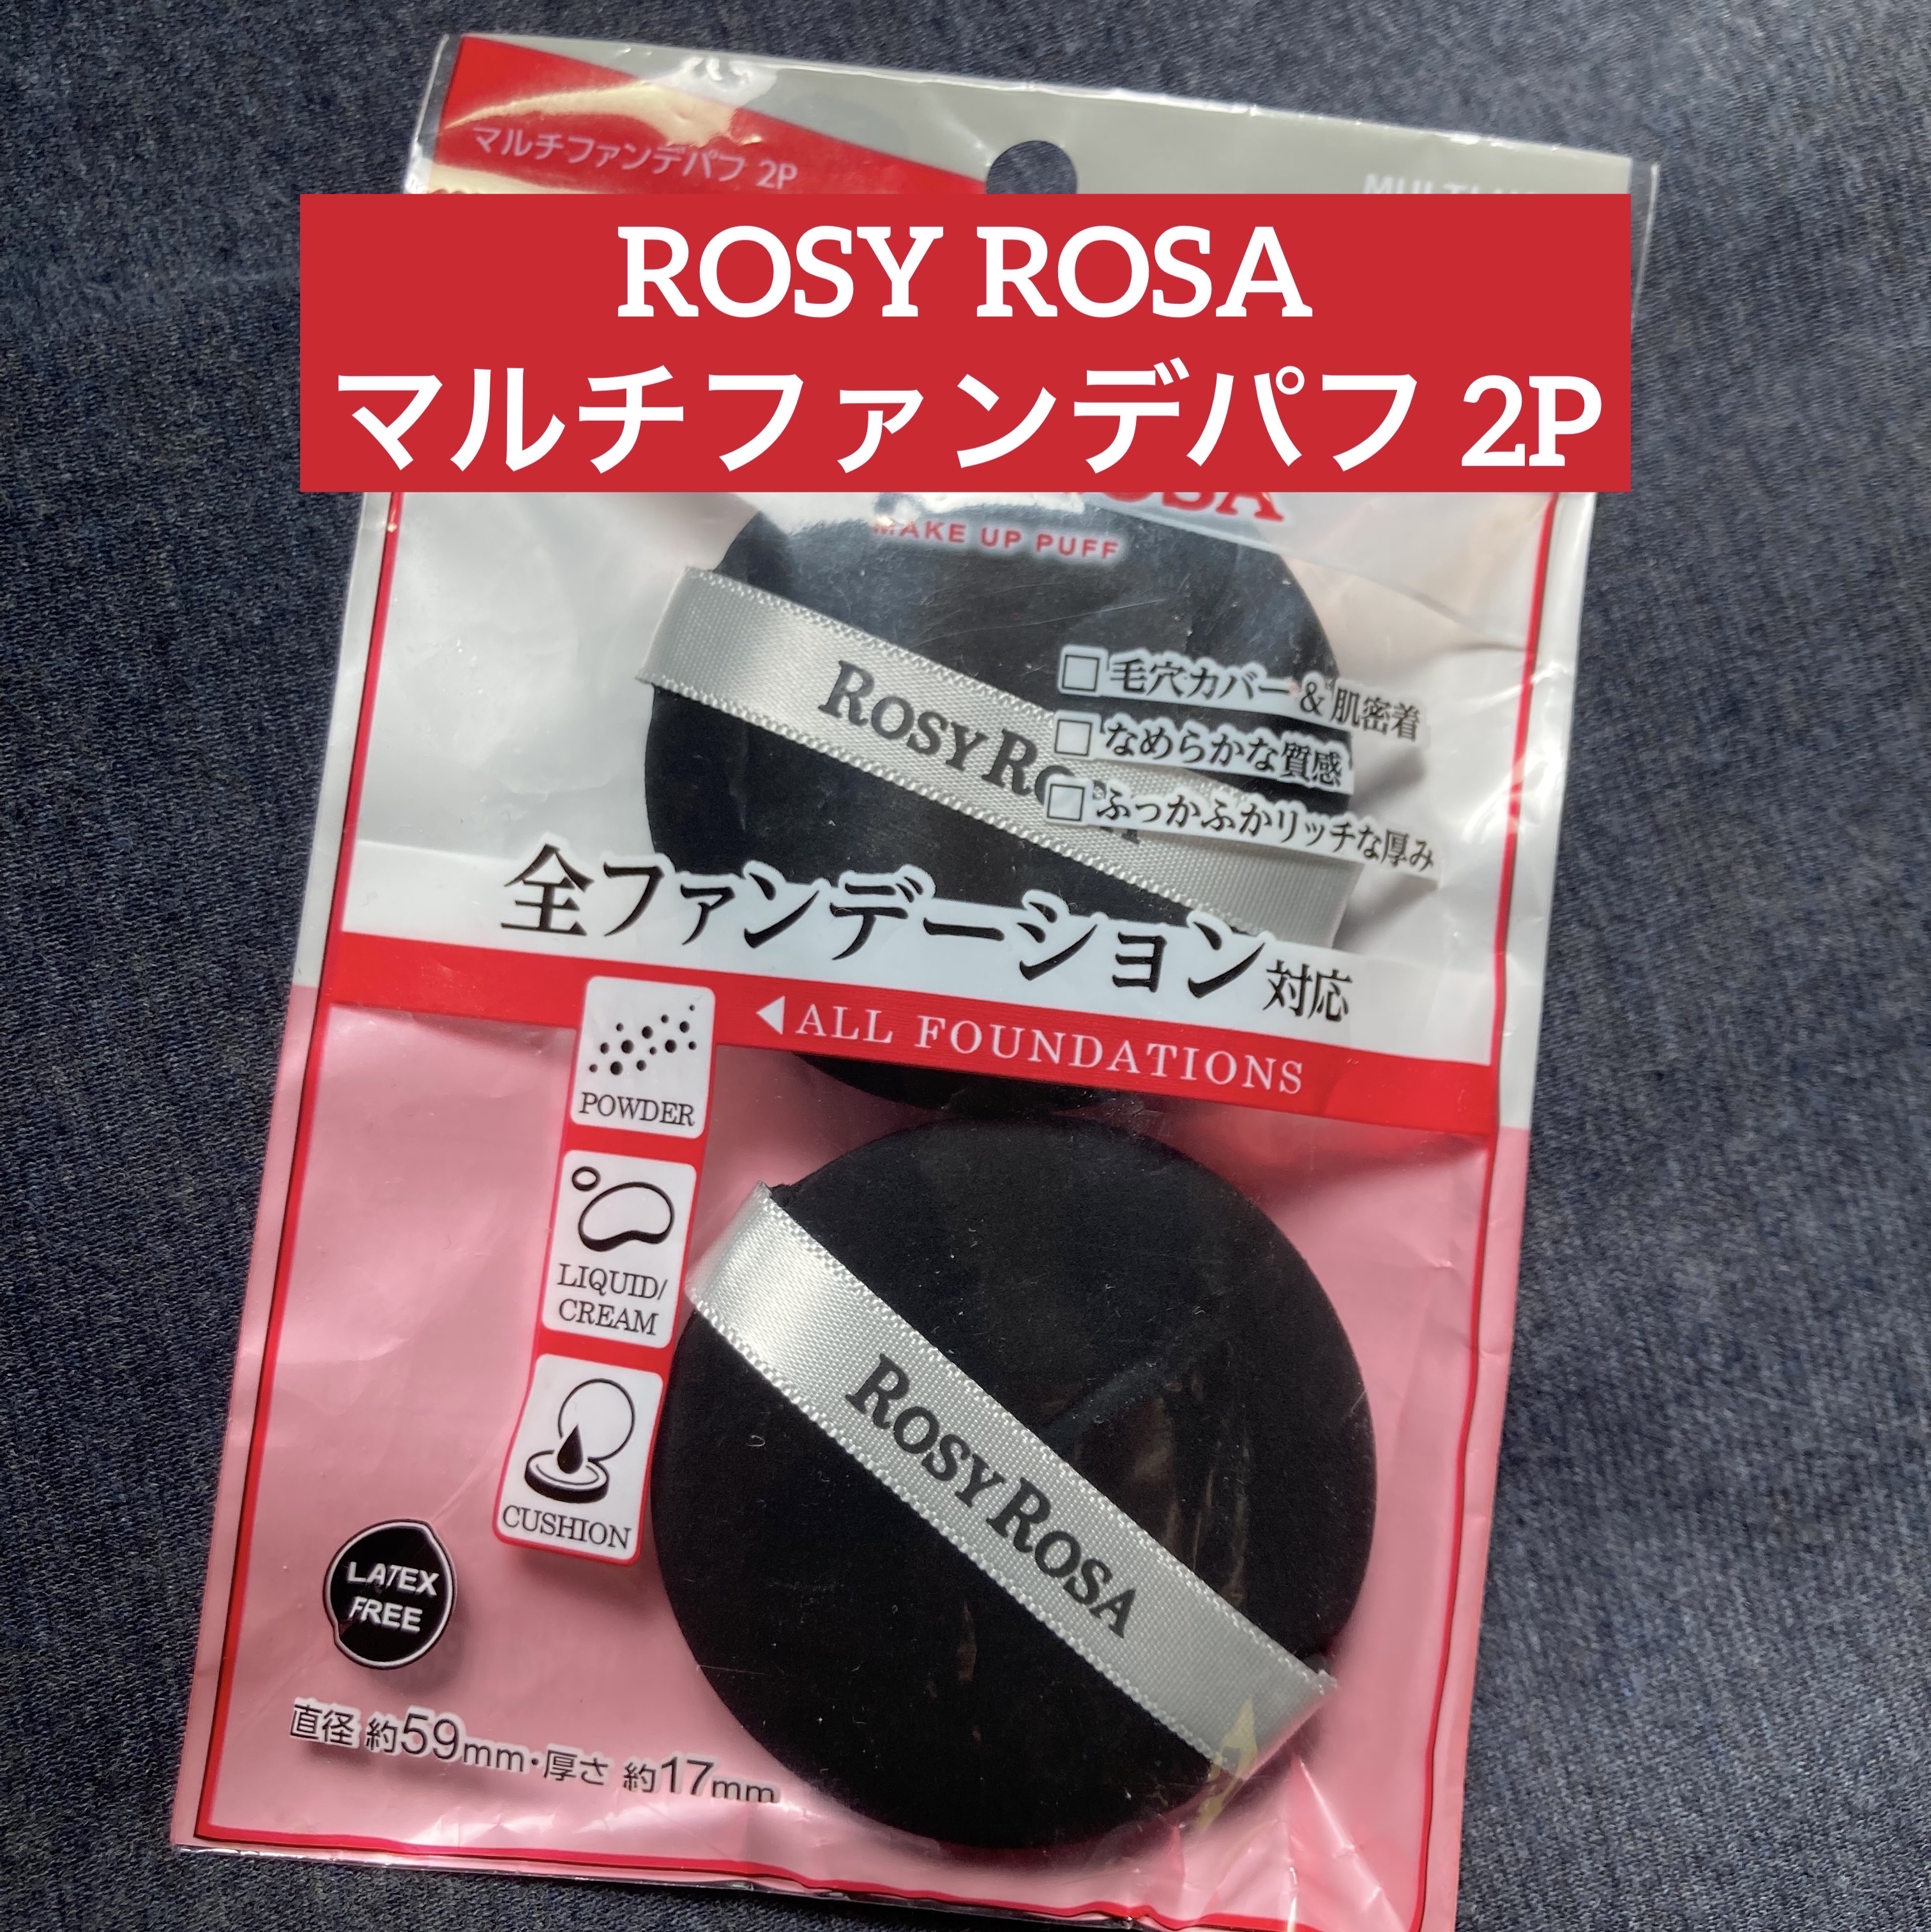 マルチファンデパフ 2P
ROSY ROSA
マルチファンデパフ 2P
MAKE UP PUFF
□ 毛穴カバー & 肌密着
□ なめらかな質感
□ ふっかふかリッチな厚み
ROSY ROSA
全ファンデーション対応
◀ALL FOUNDATIONS
POWDER
LIQUID/
CREAM
CUSHION
ROSY ROSA
LATEX
FREE
直径 約59mm・厚さ 約17mm